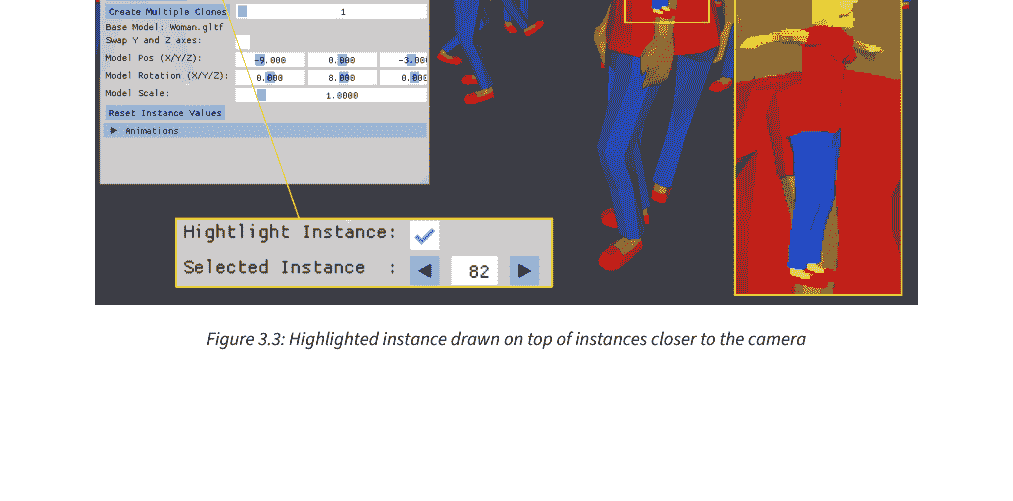 Create Multiple Clones 1
Base Model: Woman.gltf
Swap Y and Z axes:
Model Pos (X/Y/Z): -9.000 0.000 -3.000
Model Rotation (X/Y/Z): 0.000 8.000 0.000
Model Scale: 1.0000
Reset Instance Values
Animations
Hightlight Instance:
Selected Instance : 82
Figure 3.3: Highlighted instance drawn on top of instances closer to the camera